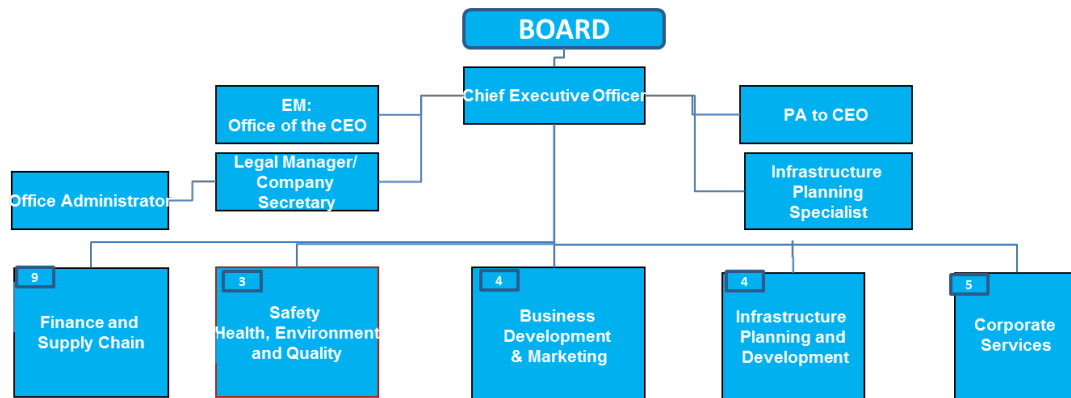 BOARD
Chief Executive Officer
EM:
Office of the CEO
PA to CEO
Legal Manager/
Company
Secretary
Infrastructure
Planning
Specialist
Office Administrator
9
Finance and
Supply Chain
3
Safety
Health, Environment
and Quality
4
Business
Development
& Marketing
4
Infrastructure
Planning and
Development
5
Corporate
Services